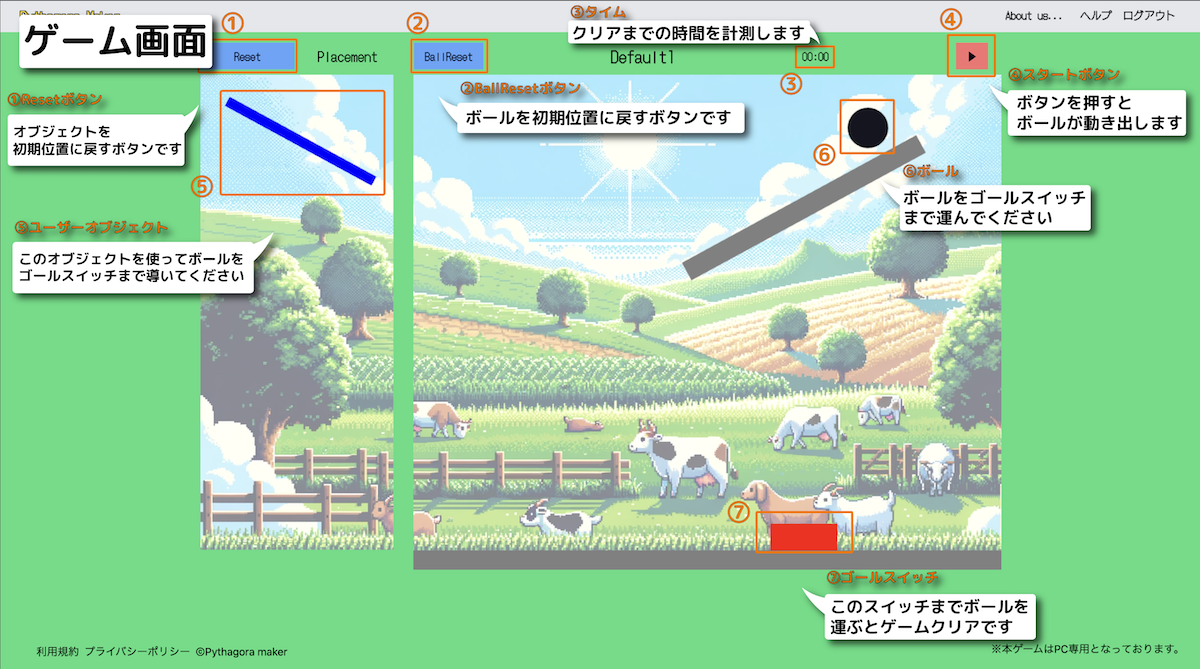 Pythagora Maker
ゲーム画面
About us...
ヘルプ
ログアウト
①
②
③タイム
クリアまでの時間を計測します
④
Reset
Placement
BallReset
Default1
00:00
③
④スタートボタン
ボタンを押すと
ボールが動き出します
①Resetボタン
オブジェクトを
初期位置に戻すボタンです
②BallResetボタン
ボールを初期位置に戻すボタンです
⑤
⑥
⑥ボール
ボールをゴールスイッチ
まで運んでください
⑤ユーザーオブジェクト
このオブジェクトを使ってボールを
ゴールスイッチまで導いてください
⑦
⑦ゴールスイッチ
このスイッチまでボールを
運ぶとゲームクリアです
利用規約 プライバシーポリシー ©Pythagora maker
※本ゲームはPC専用となっております。